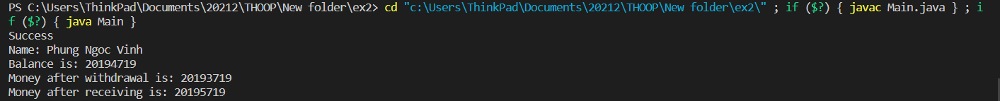 PS C:\Users\ThinkPad\Documents\20212\THOOP\New folder\ex2> cd "c:\Users\ThinkPad\Documents\20212\THOOP\New folder\ex2\" ; if ($?) { javac Main.java } ; i
f ($?) { java Main }
Success
Name: Phung Ngoc Vinh
Balance is: 20194719
Money after withdrawal is: 20193719
Money after receiving is: 20195719